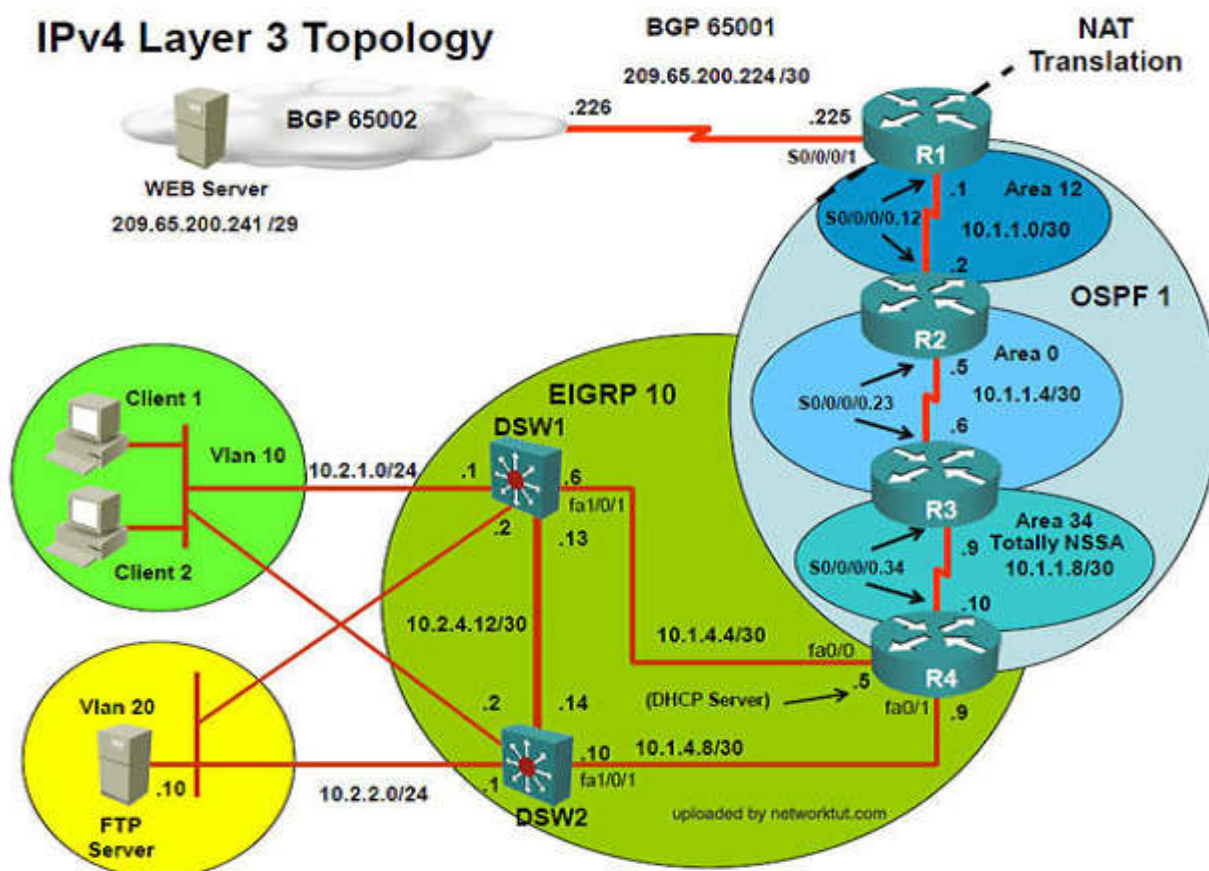 IPv4 Layer 3 Topology
BGP 65001
209.65.200.224 /30
NAT
Translation
BGP 65002
.226
.225
S0/0/0/1
R1
WEB Server
209.65.200.241 /29
.1
Area 12
S0/0/0/0.12
10.1.1.0/30
.2
OSPF 1
R2
Area 0
.5
10.1.1.4/30
S0/0/0/0.23
.6
R3
Area 34
Totally NSSA
10.1.1.8/30
.9
S0/0/0/0.34
.10
R4
EIGRP 10
Client 1
Vlan 10
Client 2
10.2.1.0/24
DSW1
.1
.6
fa1/0/1
.2
.13
10.2.4.12/30
10.1.4.4/30
fa0/0
.5
(DHCP Server)
fa0/1
.9
Vlan 20
.2
.14
.10
10.1.4.8/30
fa1/0/1
.10
FTP
Server
10.2.2.0/24
.1
DSW2
uploaded by networktut.com